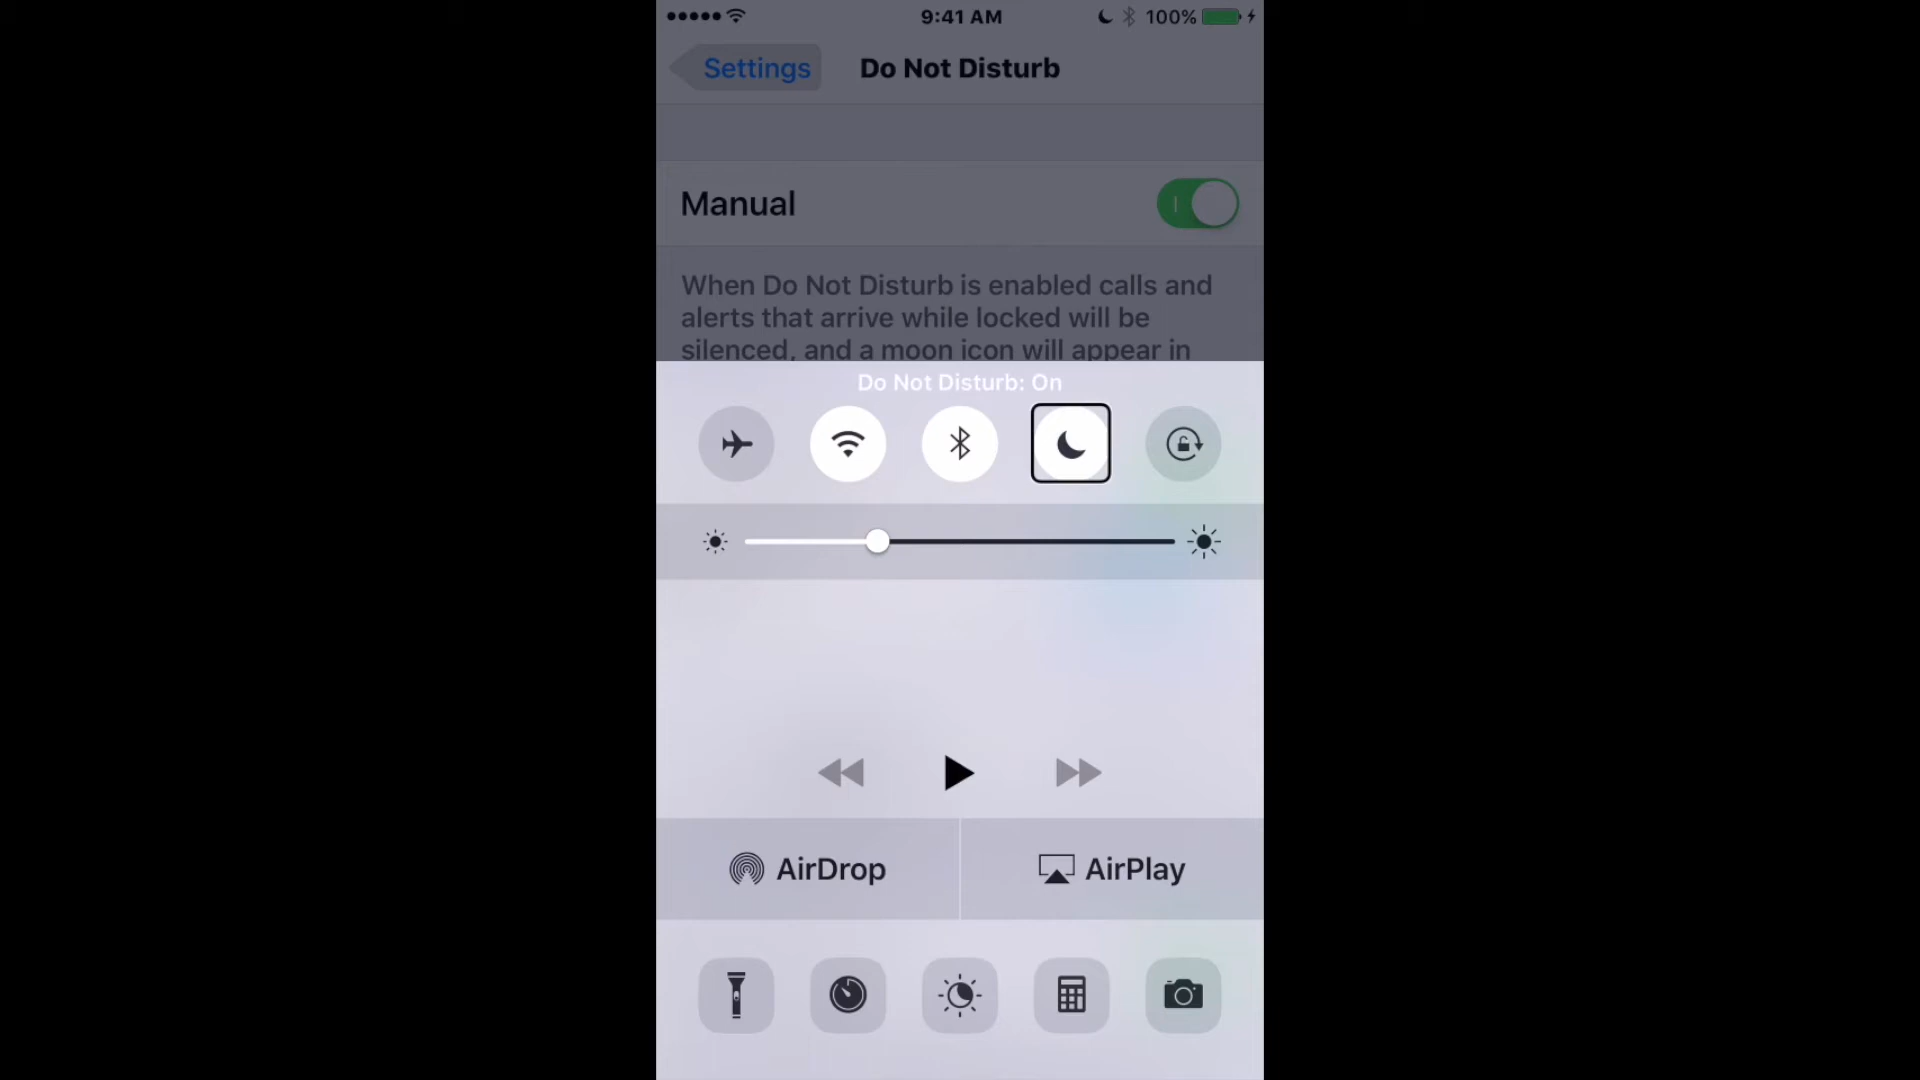 9:41 AM 100%
Settings Do Not Disturb
Manual
When Do Not Disturb is enabled calls and
alerts that arrive while locked will be
silenced, and a moon icon will appear in
Do Not Disturb: On
AirDrop AirPlay